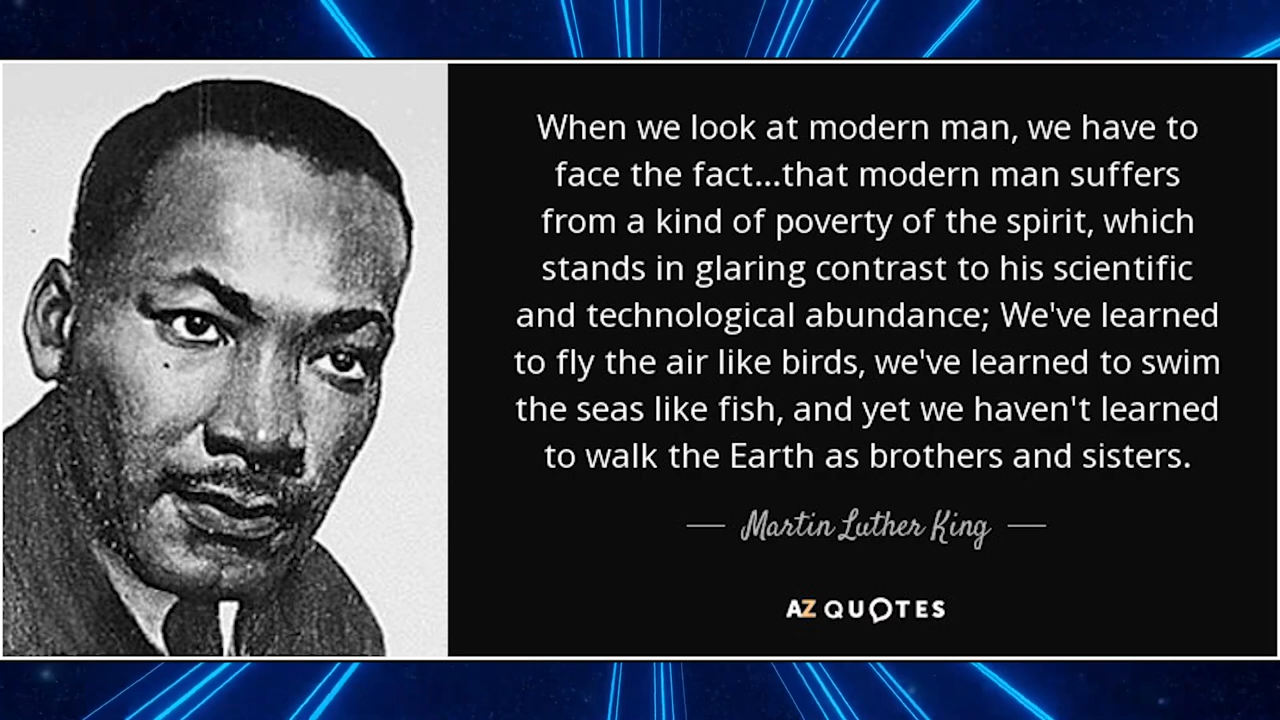 When we look at modern man, we have to
face the fact...that modern man suffers
from a kind of poverty of the spirit, which
stands in glaring contrast to his scientific
and technological abundance; We've learned
to fly the air like birds, we've learned to swim
the seas like fish, and yet we haven't learned
to walk the Earth as brothers and sisters.
Martin Luther King
AZ QUOTES